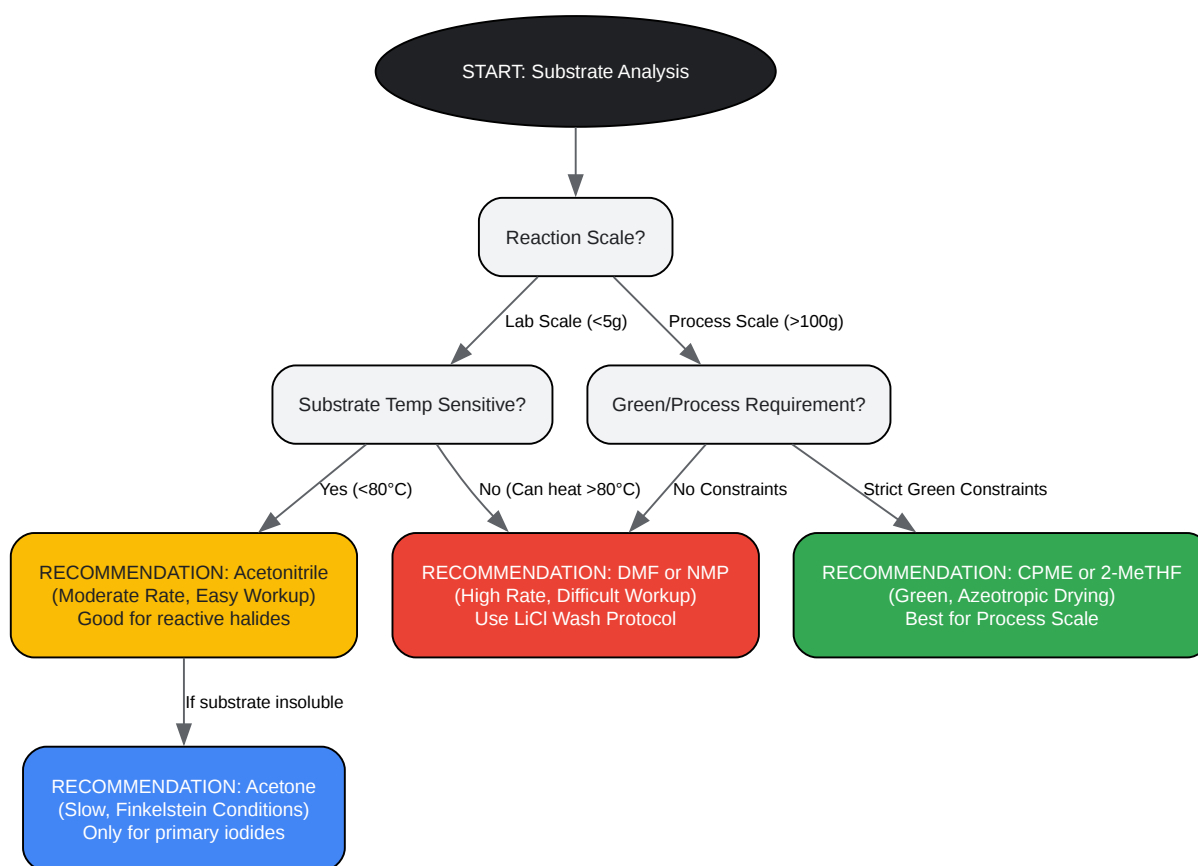 START: Substrate Analysis
Reaction Scale?
Lab Scale (<5g)
Process Scale (>100g)
Substrate Temp Sensitive?
Green/Process Requirement?
Yes (<80°C)
No (Can heat >80°C)
No Constraints
Strict Green Constraints
RECOMMENDATION: Acetonitrile
(Moderate Rate, Easy Workup)
Good for reactive halides
RECOMMENDATION: DMF or NMP
(High Rate, Difficult Workup)
Use LiCl Wash Protocol
RECOMMENDATION: CPME or 2-MeTHF
(Green, Azeotropic Drying)
Best for Process Scale
If substrate insoluble
RECOMMENDATION: Acetone
(Slow, Finkelstein Conditions)
Only for primary iodides